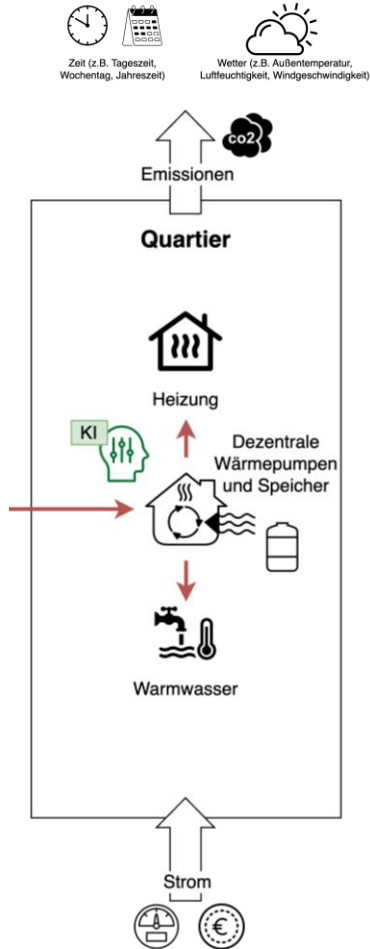 Zeit (z.B. Tageszeit,
Wochentag, Jahreszeit)
Wetter (z.B. Außentemperatur,
Luftfeuchtigkeit, Windgeschwindigkeit)
co2
Emissionen
Quartier
Heizung
KI
Dezentrale
Wärmepumpen
und Speicher
Warmwasser
Strom
€